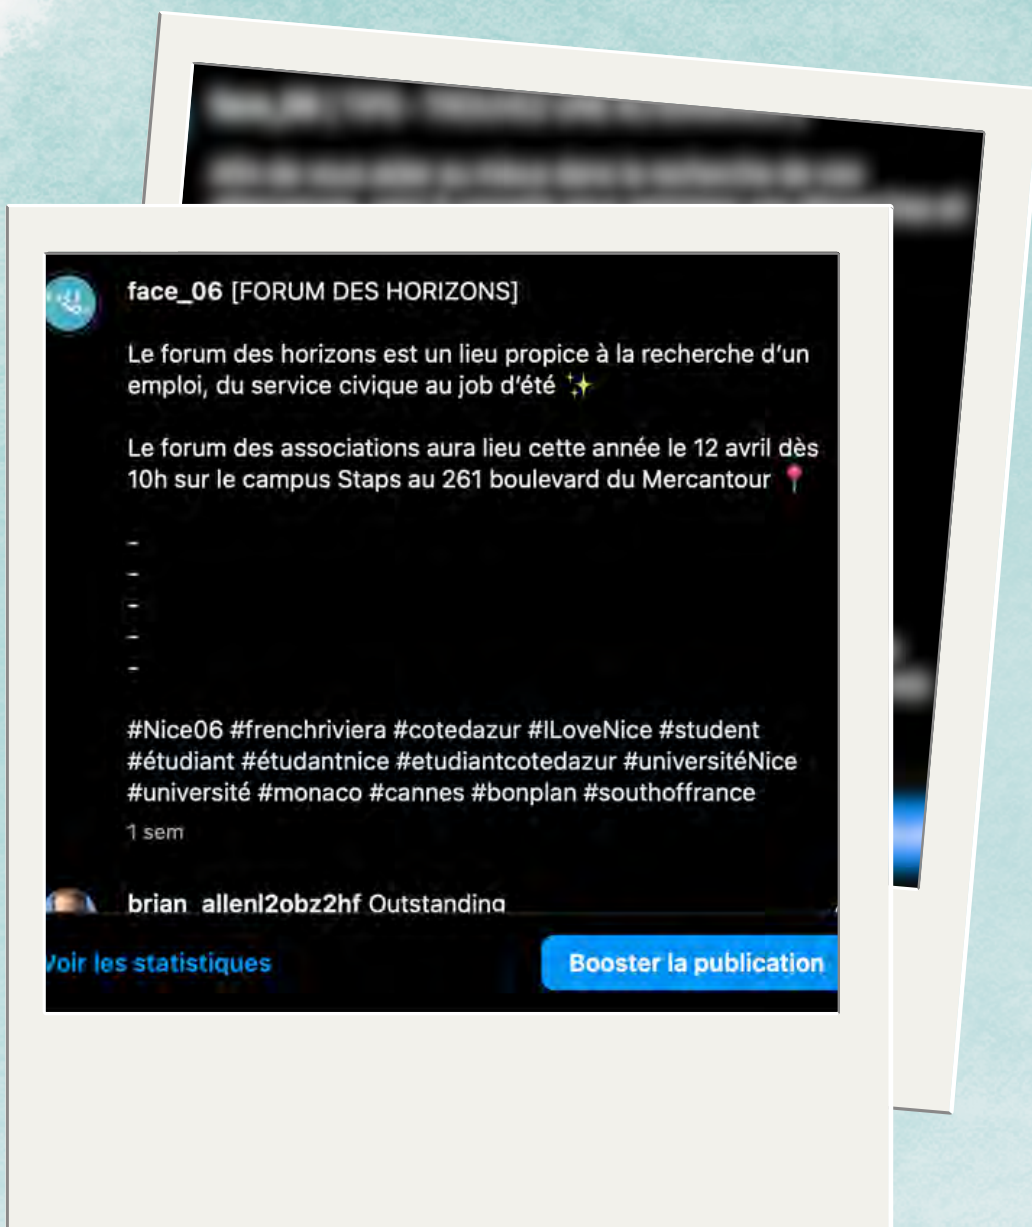 face_06 [FORUM DES HORIZONS]
Le forum des horizons est un lieu propice à la recherche d'un
emploi, du service civique au job d'été ✨
Le forum des associations aura lieu cette année le 12 avril dès
10h sur le campus Staps au 261 boulevard du Mercantour 📍
-
-
-
-
-
#Nice06 #frenchriviera #cotedazur #ILoveNice #student
#étudiant #étudantnice #etudiantcotedazur #universitéNice
#université #monaco #cannes #bonplan #southoffrance
1 sem
brian_allenl2obz2hf Outstanding
Voir les statistiques
Booster la publication